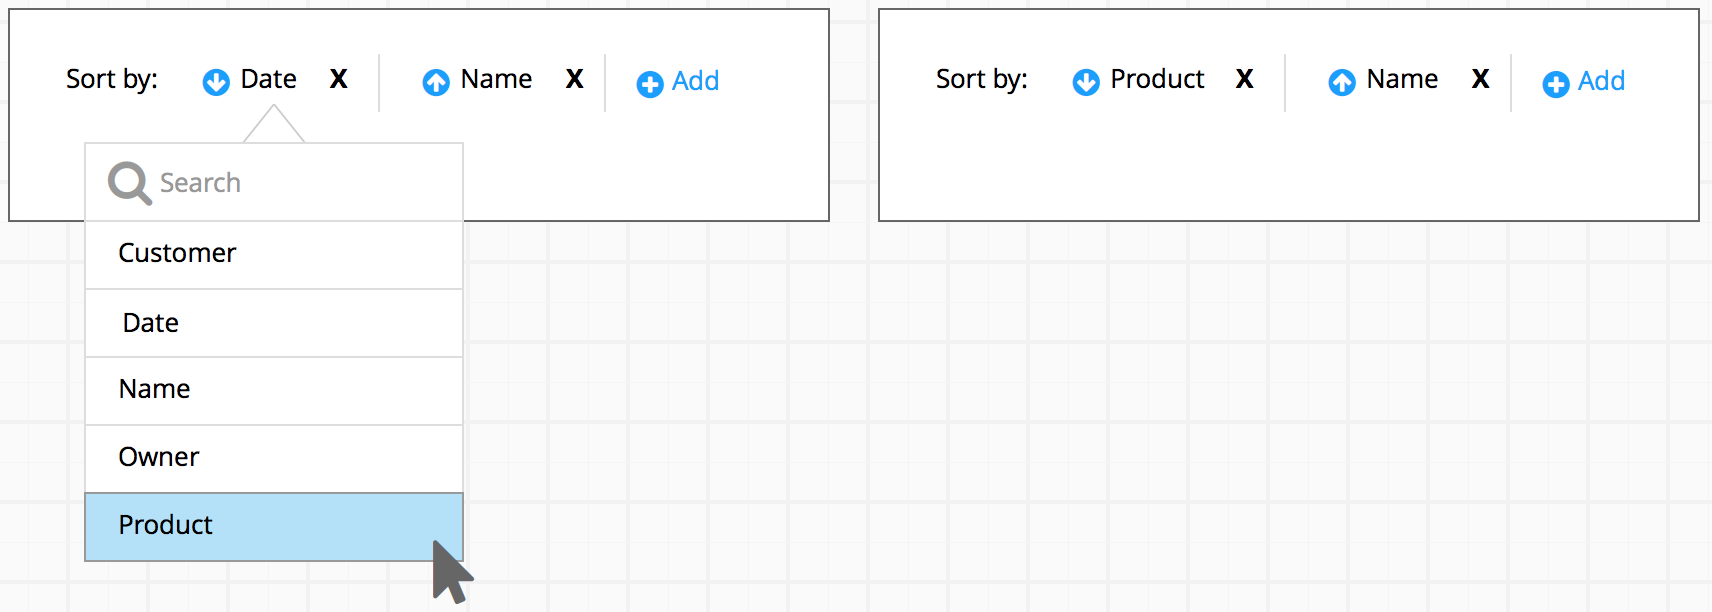 Sort by: Date X Name X Add
Search
Customer
Date
Name
Owner
Product
Sort by: Product X Name X Add